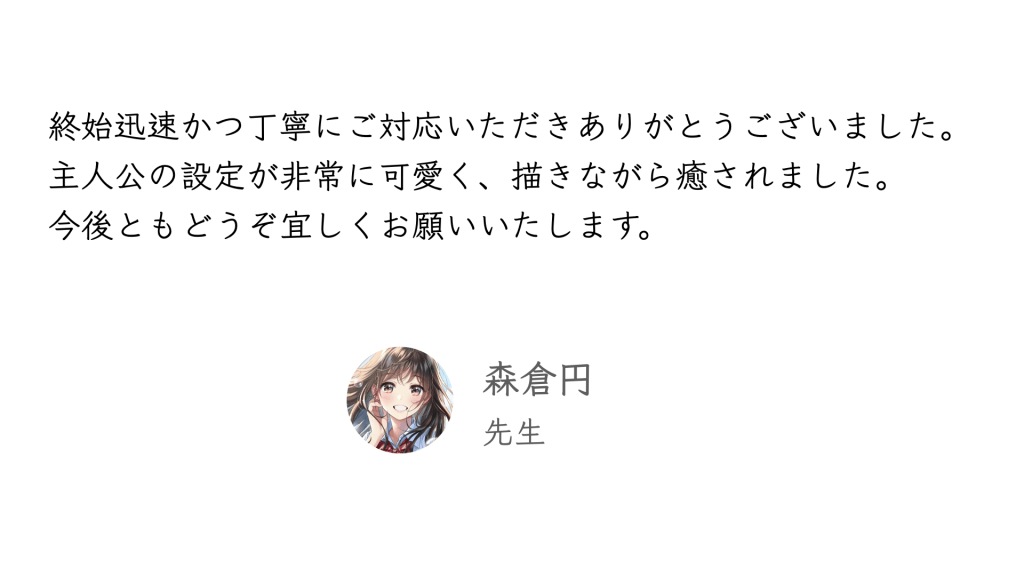 終始迅速かつ丁寧にご対応いただきありがとうございました。
主人公の設定が非常に可愛く、描きながら癒されました。
今後ともどうぞ宜しくお願いいたします。
森倉円
先生